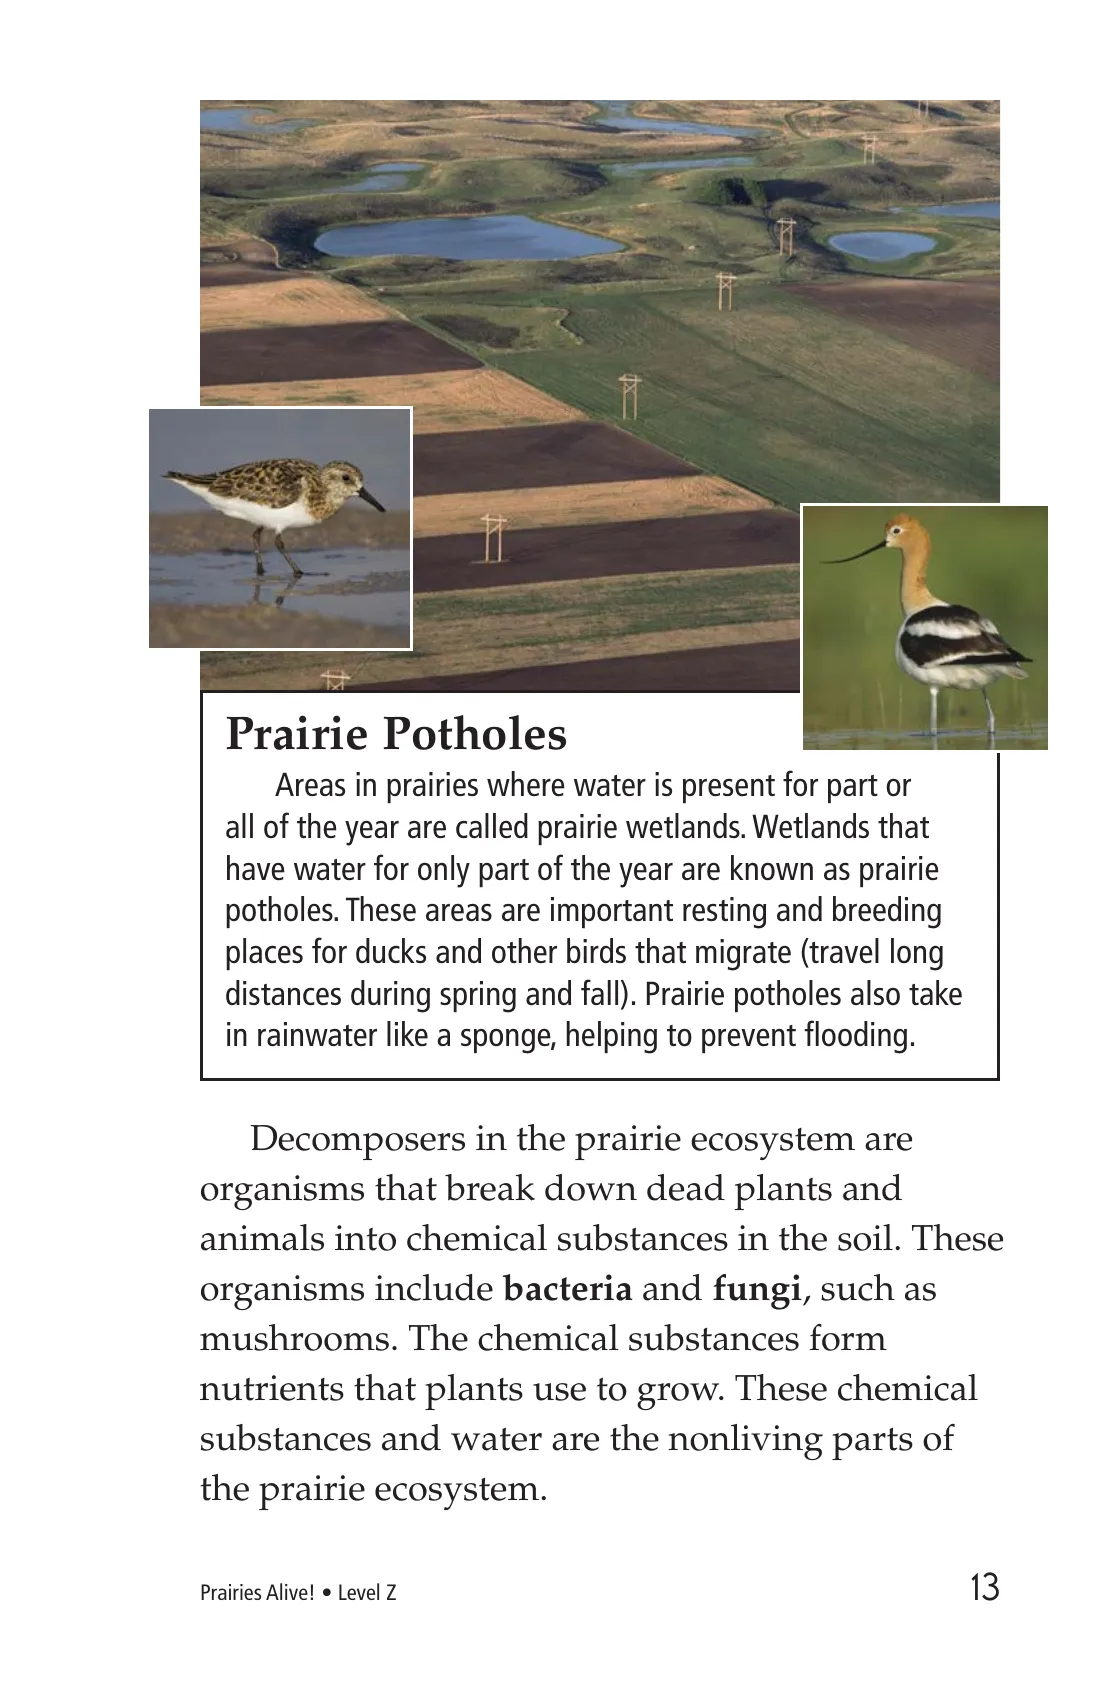 Prairie Potholes
Areas in prairies where water is present for part or
all of the year are called prairie wetlands. Wetlands that
have water for only part of the year are known as prairie
potholes. These areas are important resting and breeding
places for ducks and other birds that migrate (travel long
distances during spring and fall). Prairie potholes also take
in rainwater like a sponge, helping to prevent flooding.
Decomposers in the prairie ecosystem are
organisms that break down dead plants and
animals into chemical substances in the soil. These
organisms include bacteria and fungi, such as
mushrooms. The chemical substances form
nutrients that plants use to grow. These chemical
substances and water are the nonliving parts of
the prairie ecosystem.
Prairies Alive! • Level Z
13